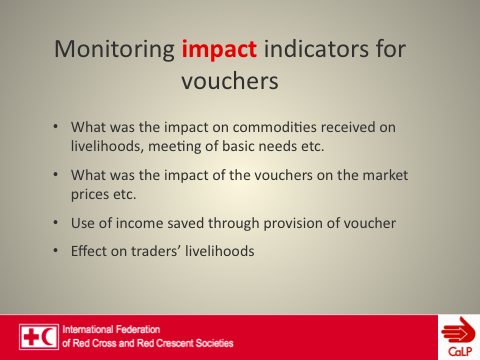 Monitoring impact indicators for
vouchers
• What was the impact on commodities received on
livelihoods, meeting of basic needs etc.
• What was the impact of the vouchers on the market
prices etc.
• Use of income saved through provision of voucher
• Effect on traders’ livelihoods
International Federation
of Red Cross and Red Crescent Societies
CaLP